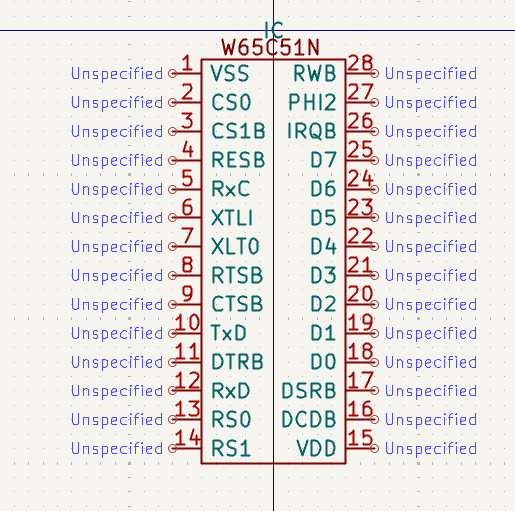 IC
W65C51N
Unspecified 1 VSS RWB 28 Unspecified
Unspecified 2 CS0 PHI2 27 Unspecified
Unspecified 3 CS1B IRQB 26 Unspecified
Unspecified 4 RESB D7 25 Unspecified
Unspecified 5 RxC D6 24 Unspecified
Unspecified 6 XTLI D5 23 Unspecified
Unspecified 7 XLTO D4 22 Unspecified
Unspecified 8 RTSB D3 21 Unspecified
Unspecified 9 CTSB D2 20 Unspecified
Unspecified 10 TxD D1 19 Unspecified
Unspecified 11 DTRB D0 18 Unspecified
Unspecified 12 RxD DSRB 17 Unspecified
Unspecified 13 RS0 DCDB 16 Unspecified
Unspecified 14 RS1 VDD 15 Unspecified